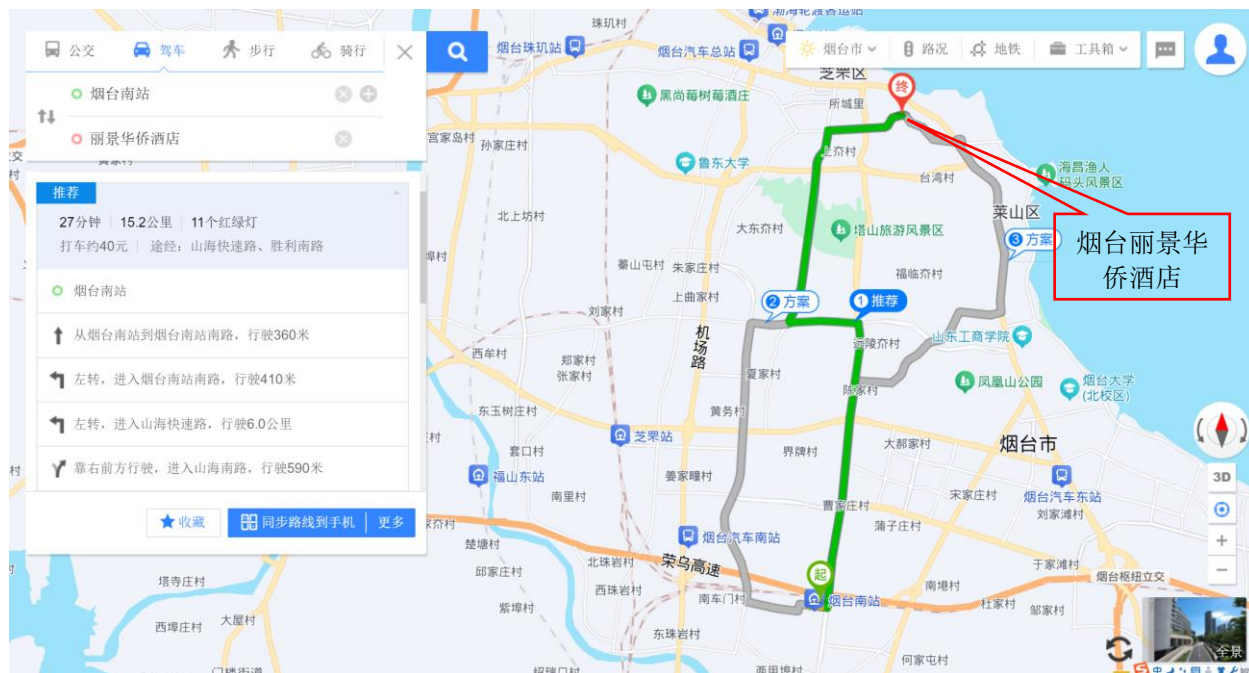 公交
驾车
步行
骑行
烟台南站
丽景华侨酒店
推荐
27分钟 | 15.2公里 | 11个红绿灯
打车约40元 | 途经：山海快速路、胜利南路
烟台南站
从烟台南站到烟台南站南路，行驶360米
左转，进入烟台南站南路，行驶410米
左转，进入山海快速路，行驶6.0公里
靠右前方行驶，进入山海南路，行驶590米
收藏
同步路线到手机 | 更多
烟台市
路况
地铁
工具箱
珠玑村
烟台珠玑站
烟台汽车总站
芝罘区
终
黑尚莓树莓酒庄
所城里
宫家岛村
孙家庄村
鲁东大学
上夼村
台湾村
海昌渔人
码头风景区
莱山区
北上坊村
大东夼村
塔山旅游风景区
3 方案
烟台丽景华
侨酒店
蓁山屯村
朱家庄村
福临夼村
上曲家村
2 方案
1 推荐
刘家村
机场路
远陵夼村
山东工商学院
西牟村
郑家村
张家村
夏家村
陈家村
凤凰山公园
烟台大学
(北校区)
东玉树庄村
黄务村
芝罘站
套口村
界牌村
大郝家村
烟台市
福山东站
姜家疃村
3D
南里村
曹家庄村
宋家庄村
烟台汽车东站
刘家滩村
蒲子庄村
烟台汽车南站
楚塘村
北珠岩村
荣乌高速
起
于家滩村
烟台枢纽立交
塔寺庄村
邱家庄村
西珠岩村
南车门村
烟台南站
南塂村
杜家村
邹家村
紫埠村
西埠庄村
大屋村
东珠岩村
何家屯村
全景